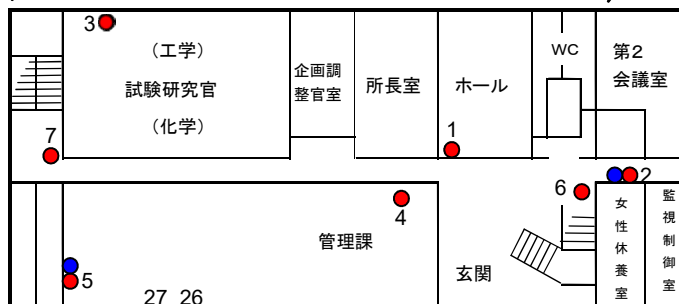 3
(工学)
試験研究官
(化学)
企画調
整官室
所長室
ホール
WC
第2
会議室
7
1
2
6
4
管理課
5
27 26
玄関
女性休養室
監視制御室